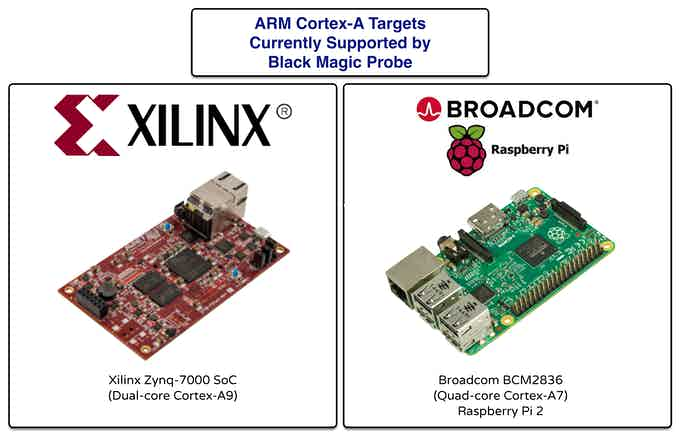 ARM Cortex-A Targets
Currently Supported by
Black Magic Probe
XILINX®
Xilinx Zynq-7000 SoC
(Dual-core Cortex-A9)
BROADCOM®
Raspberry Pi
Broadcom BCM2836
(Quad-core Cortex-A7)
Raspberry Pi 2